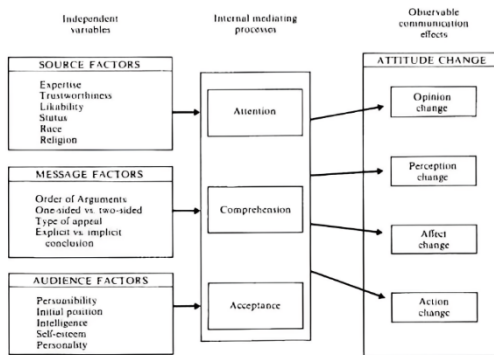 Independent
variables
Internal mediating
processes
Observable
communication
effects
SOURCE FACTORS
Expertise
Trustworthiness
Likability
Status
Race
Religion
MESSAGE FACTORS
Order of Arguments
One-sided vs. two-sided
Type of appeal
Explicit vs. implicit
conclusion
AUDIENCE FACTORS
Persuasibility
Initial position
Intelligence
Self-esteem
Personality
Attention
Comprehension
Acceptance
ATTITUDE CHANGE
Opinion
change
Perception
change
Affect
change
Action
change